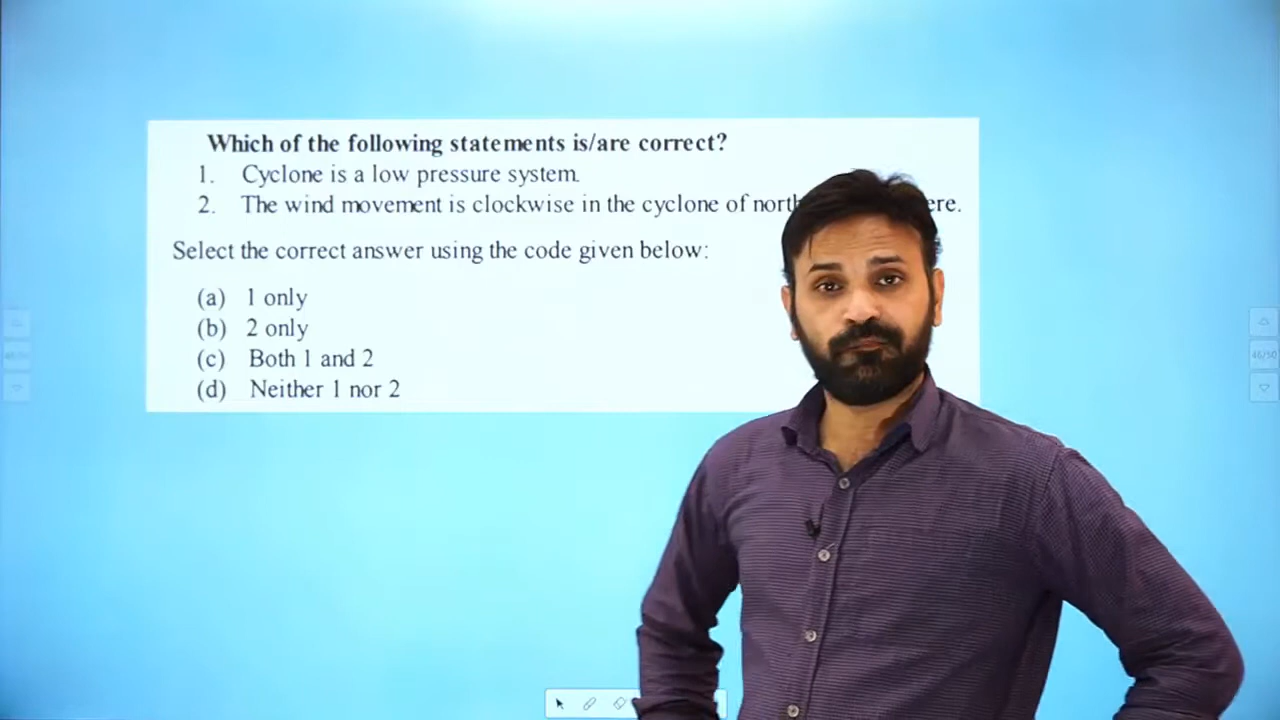 Which of the following statements is/are correct?
1. Cyclone is a low pressure system.
2. The wind movement is clockwise in the cyclone of
Select the correct answer using the code given below:
(a) 1 only
(b) 2 only
(c) Both 1 and 2
(d) Neither 1 nor 2
46/50